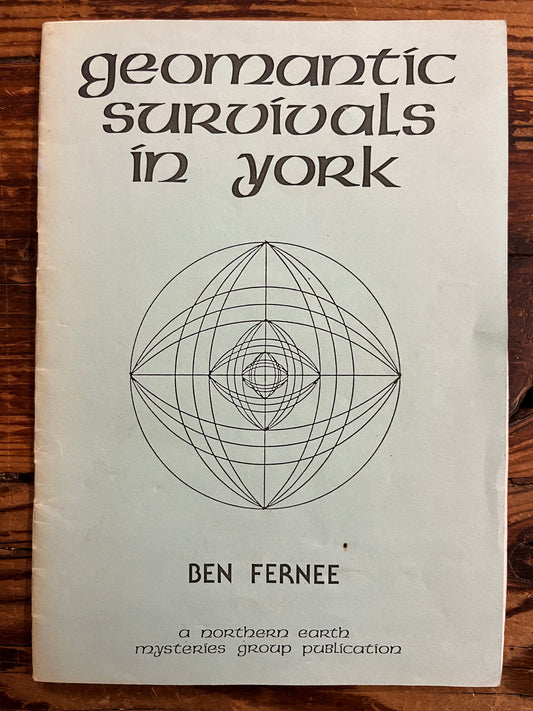 geomantic
survivals
in york
BEN FERNEE
a northern earth
mysteries group publication